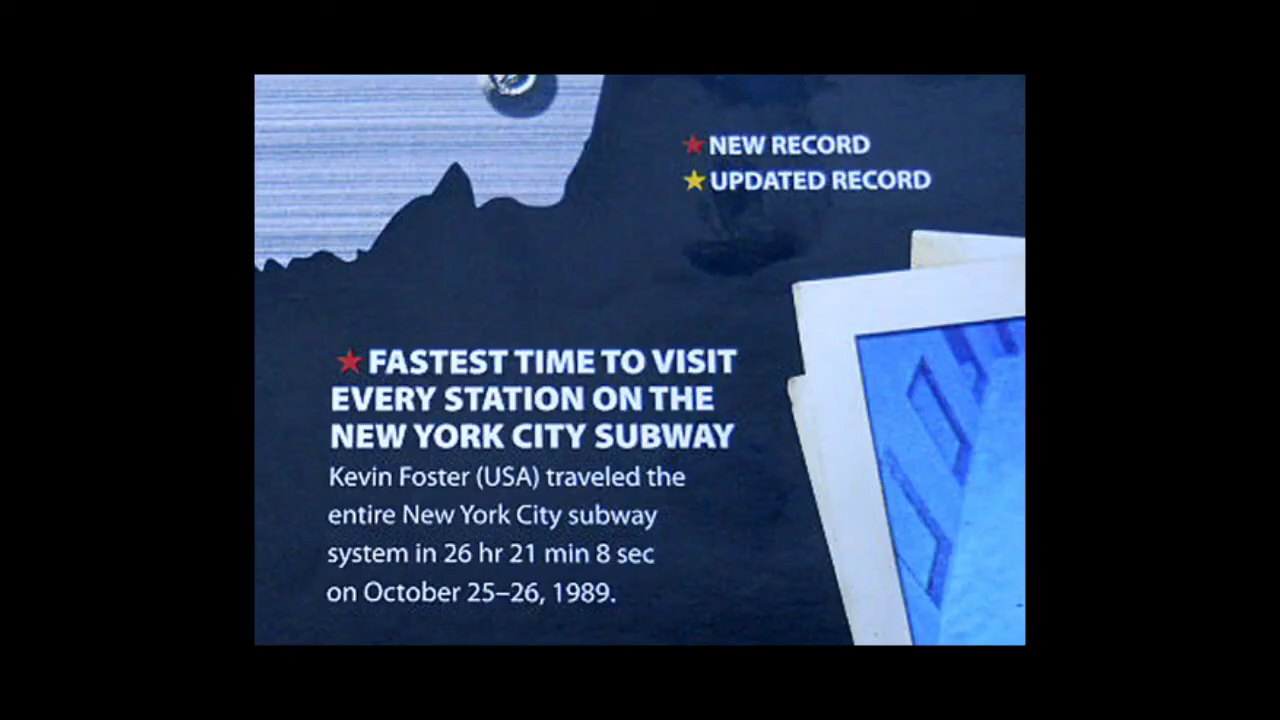 ★ NEW RECORD
★ UPDATED RECORD
★ FASTEST TIME TO VISIT
EVERY STATION ON THE
NEW YORK CITY SUBWAY
Kevin Foster (USA) traveled the
entire New York City subway
system in 26 hr 21 min 8 sec
on October 25–26, 1989.